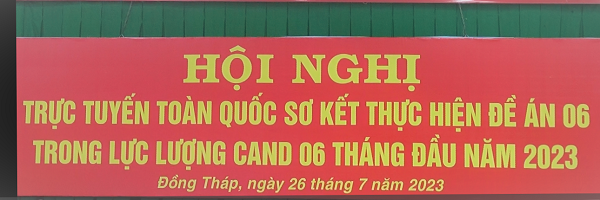 HỘI NGHỊ
TRỰC TUYẾN TOÀN QUỐC SƠ KẾT THỰC HIỆN ĐỀ ÁN 06
TRONG LỰC LƯỢNG CAND 06 THÁNG ĐẦU NĂM 2023
Đồng Tháp, ngày 26 tháng 7 năm 2023